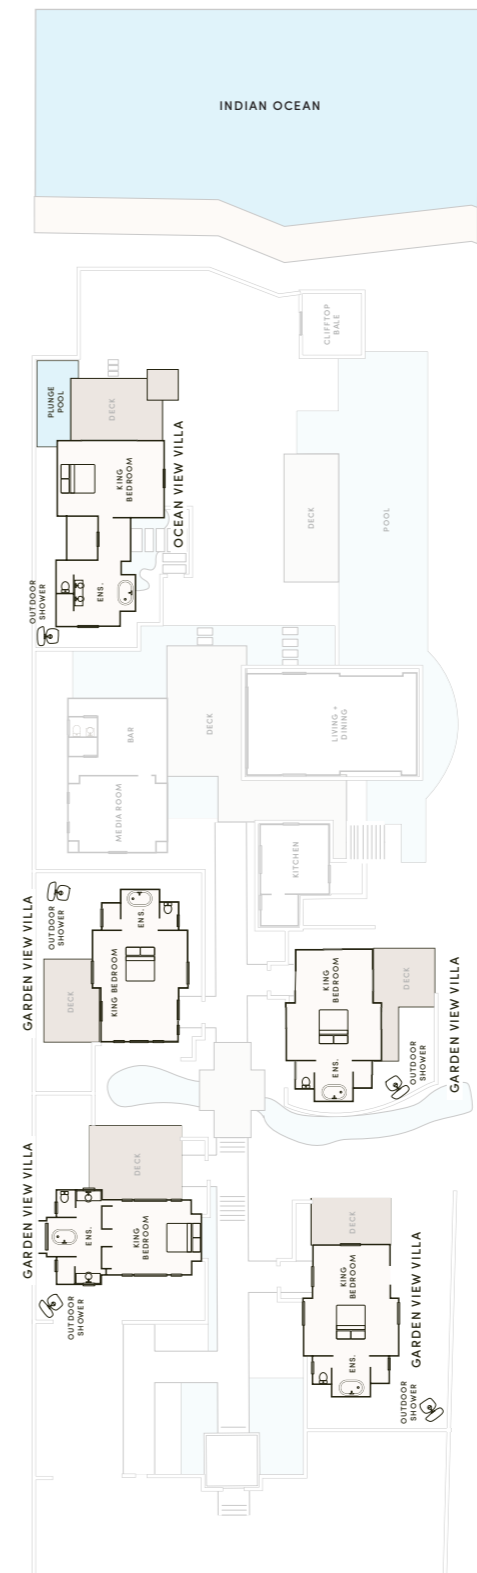 INDIAN OCEAN
CLIFFTOP
BALE
PLUNGE
POOL
DECK
KING
BEDROOM
OCEAN VIEW VILLA
DECK
POOL
ENS.
OUTDOOR
SHOWER
BAR
DECK
LIVING +
DINING
MEDIA ROOM
KITCHEN
GARDEN VIEW VILLA
OUTDOOR
SHOWER
ENS.
KING BEDROOM
DECK
KING
BEDROOM
DECK
GARDEN VIEW VILLA
ENS.
OUTDOOR
SHOWER
GARDEN VIEW VILLA
DECK
ENS.
KING
BEDROOM
OUTDOOR
SHOWER
DECK
KING
BEDROOM
GARDEN VIEW VILLA
ENS.
OUTDOOR
SHOWER